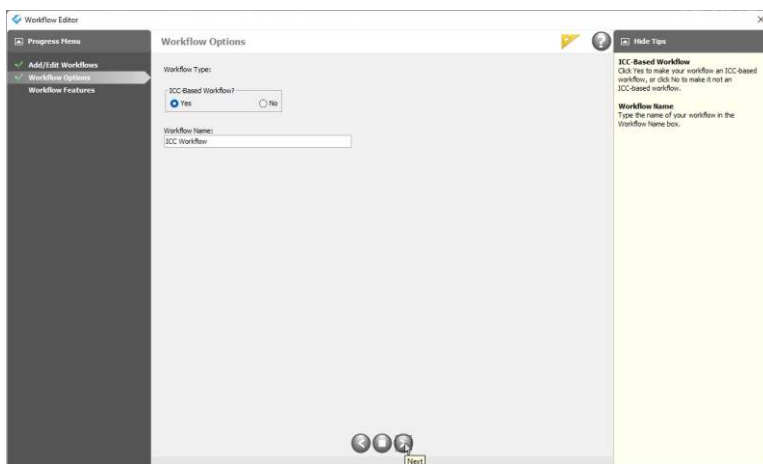 Workflow Editor
Progress Menu
Workflow Options
Hide Tips
Add/Edit Workflows
Workflow Options
Workflow Features
Workflow Type:
ICC-Based Workflow?
Yes
No
Workflow Name:
ICC Workflow
ICC-Based Workflow
Click Yes to make your workflow an ICC-based
workflow, or click No to make it not an
ICC-based workflow.
Workflow Name
Type the name of your workflow in the
Workflow Name box.
Next